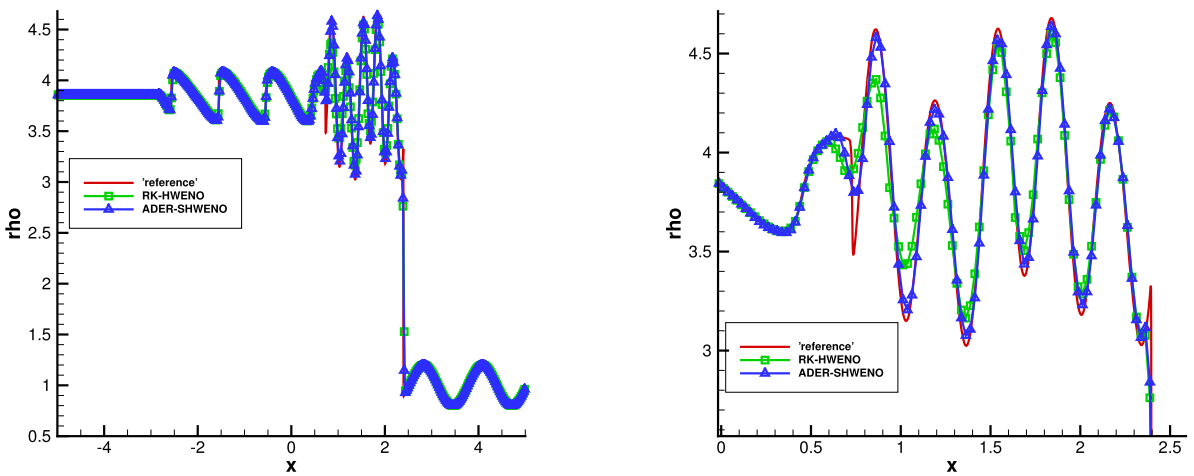 4.5
4
3.5
3
2.5
2
1.5
1
0.5
rho
'reference'
RK-HWENO
ADER-SHWENO
-4 -2 0 2 4
x
4.5
4
3.5
3
rho
'reference'
RK-HWENO
ADER-SHWENO
0 0.5 1 1.5 2 2.5
x